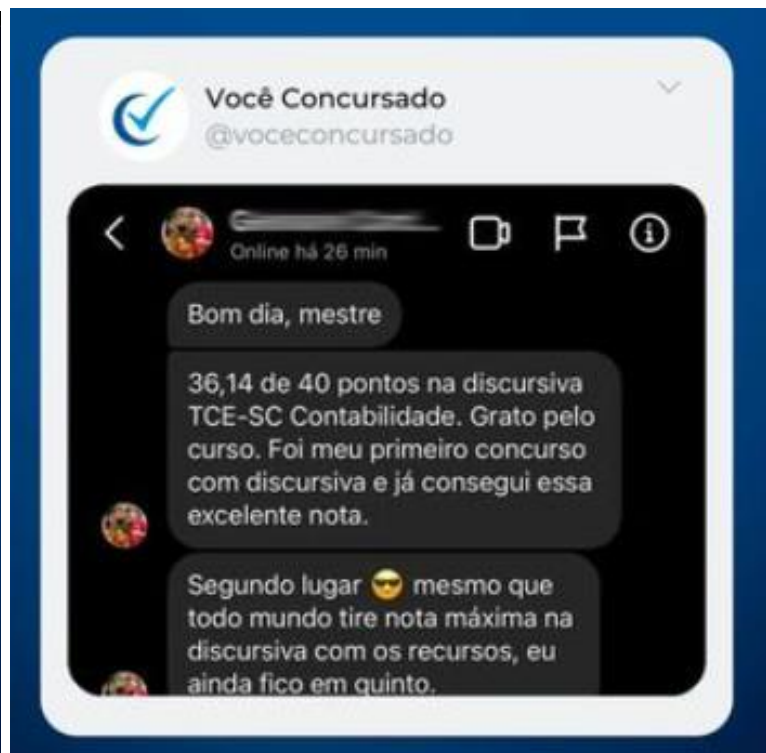 Você Concursado
@voceconcursado
Online há 26 min
Bom dia, mestre
36,14 de 40 pontos na discursiva
TCE-SC Contabilidade. Grato pelo
curso. Foi meu primeiro concurso
com discursiva e já consegui essa
excelente nota.
Segundo lugar 😎 mesmo que
todo mundo tire nota máxima na
discursiva com os recursos, eu
ainda fico em quinto.